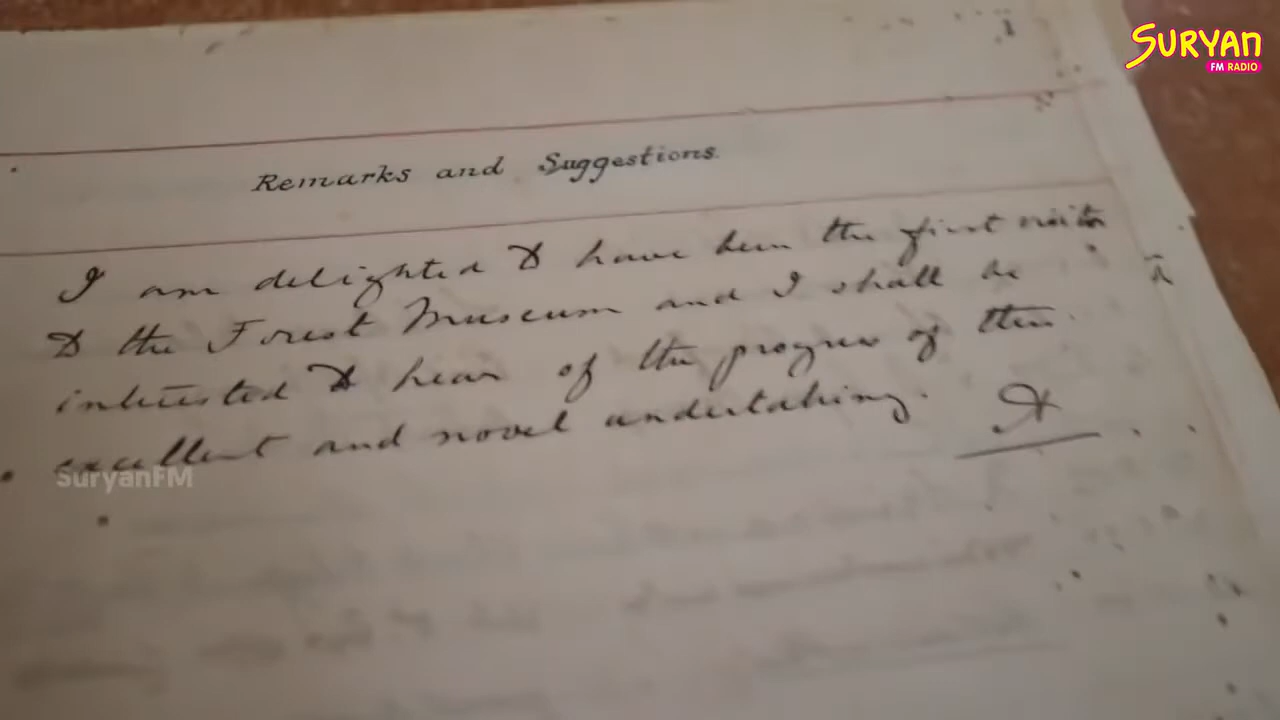 SURYAN
FM RADIO
Remarks and Suggestions.
I am delighted to have been the first visitor
to the Forest Museum and I shall be
interested to hear of the progress of this
excellent and novel undertaking.
SuryanFM